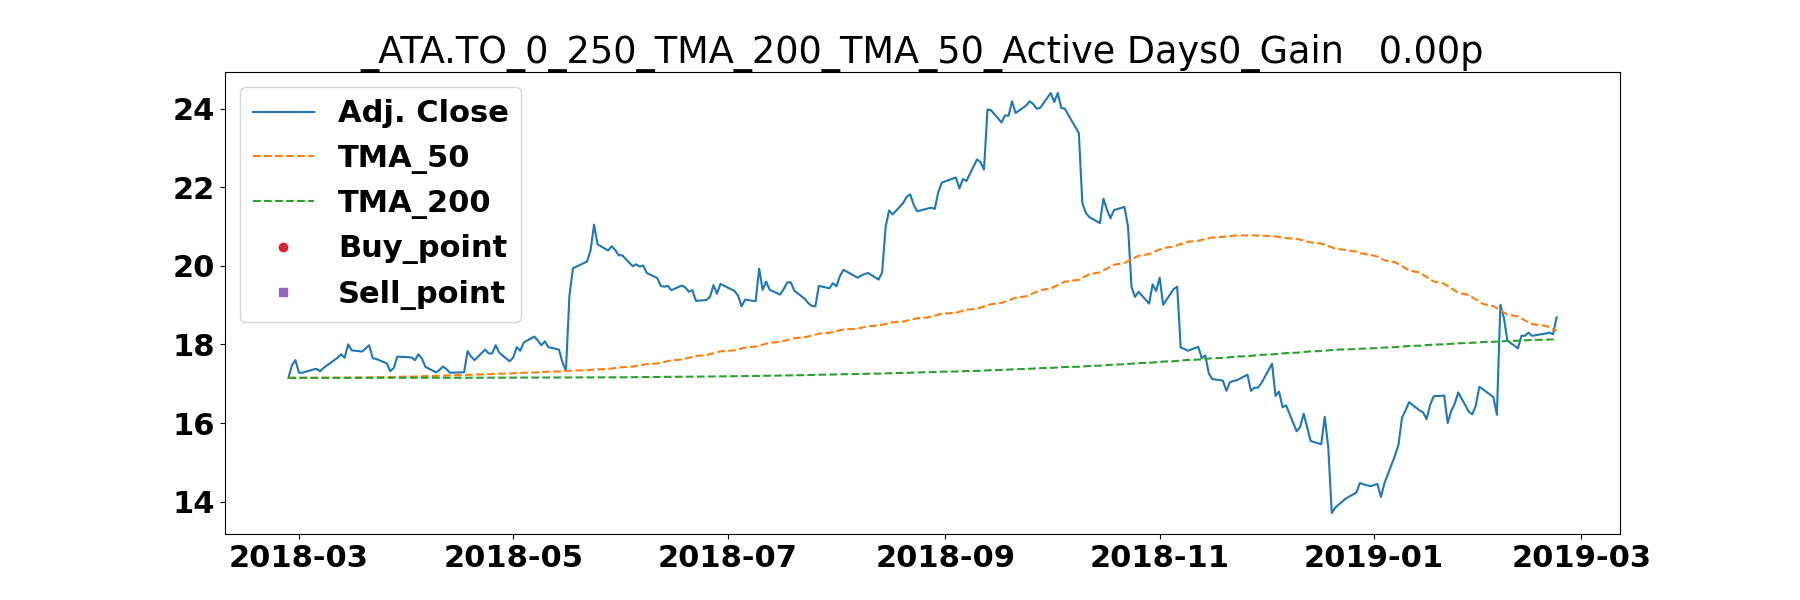 _ATA.TO_0_250_TMA_200_TMA_50_Active Days0_Gain   0.00p
Adj. Close
TMA_50
TMA_200
Buy_point
Sell_point
24
22
20
18
16
14
2018-03 2018-05 2018-07 2018-09 2018-11 2019-01 2019-03